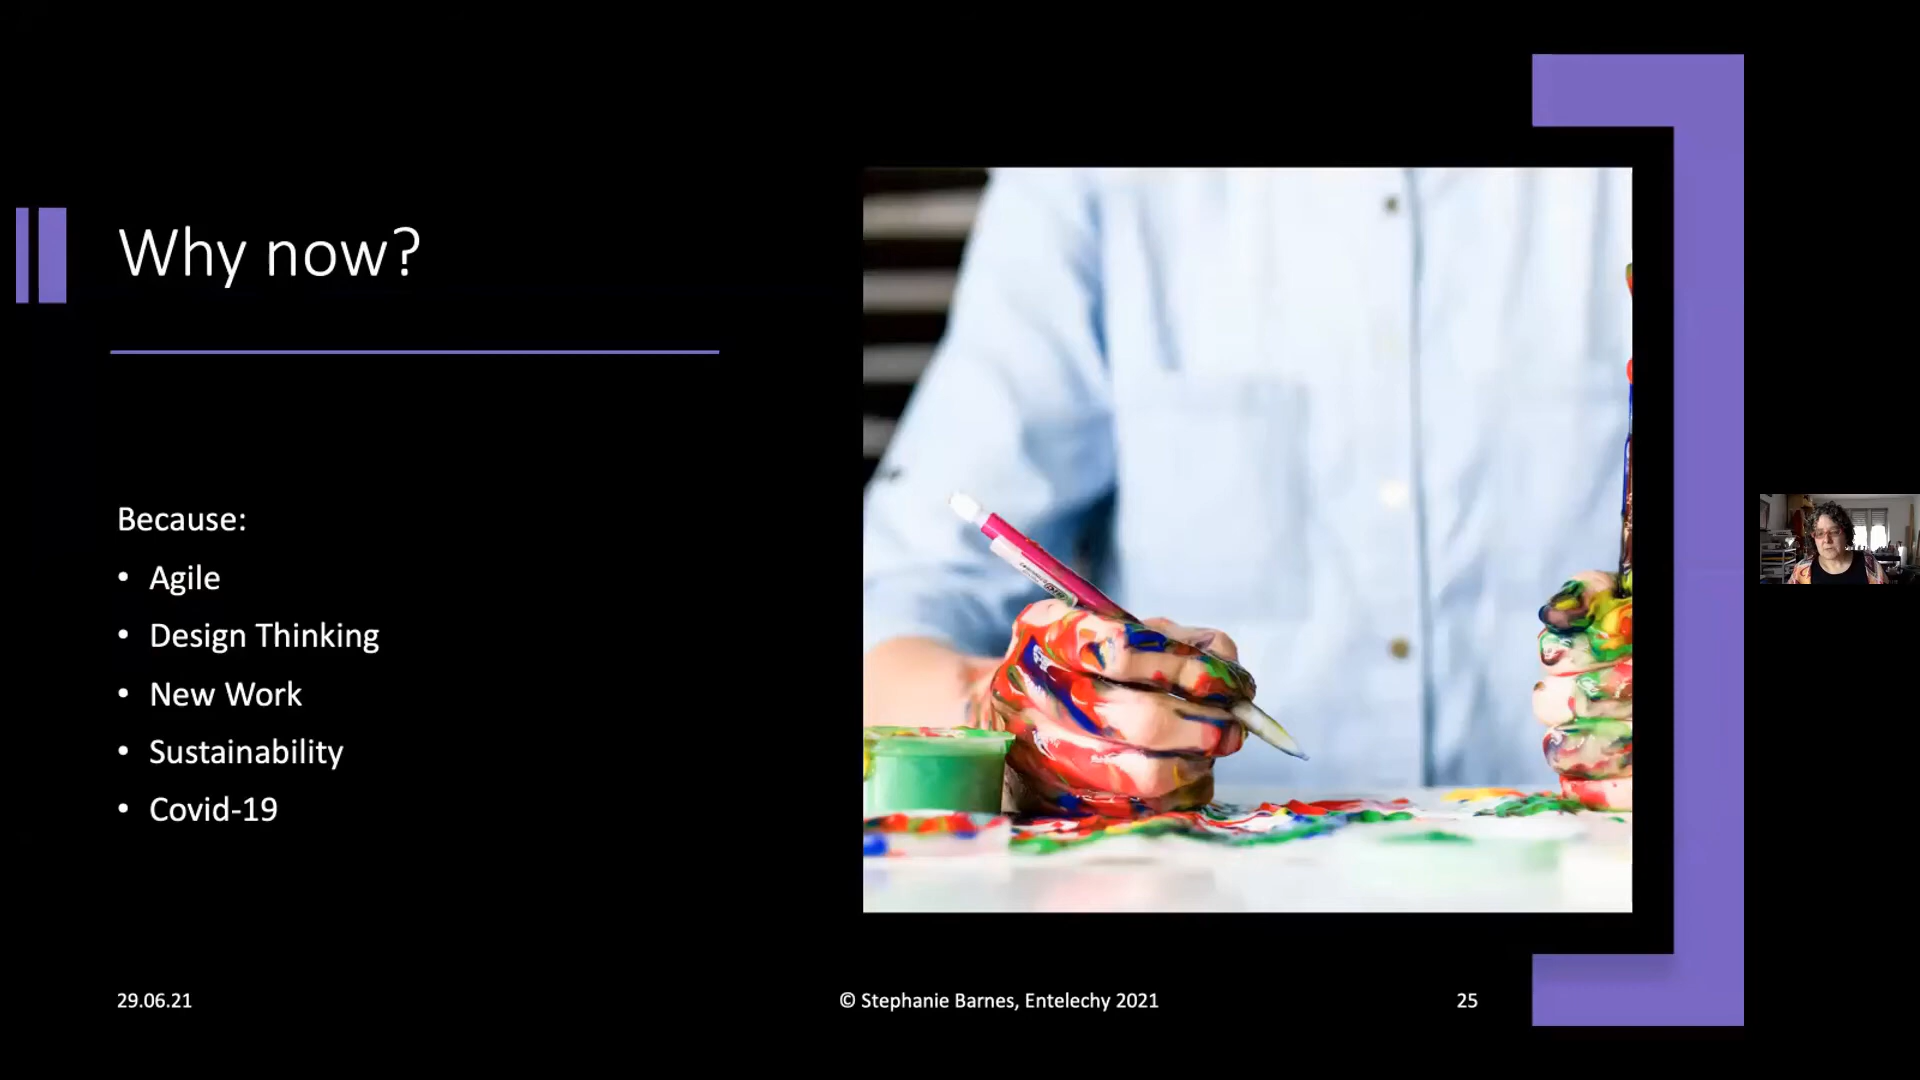 Why now?
Because:
• Agile
• Design Thinking
• New Work
• Sustainability
• Covid-19
29.06.21
© Stephanie Barnes, Entelechy 2021
25